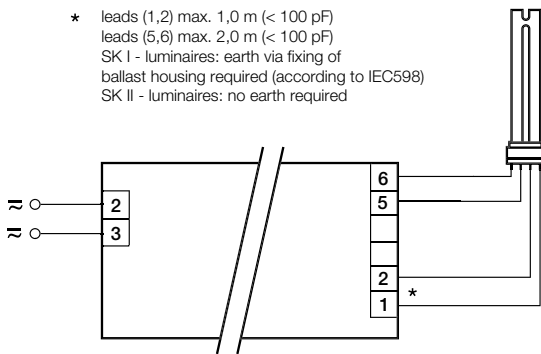 * leads (1,2) max. 1,0 m (< 100 pF)
leads (5,6) max. 2,0 m (< 100 pF)
SK I - luminaires: earth via fixing of
ballast housing required (according to IEC598)
SK II - luminaires: no earth required
6
≂ 2 5
≂ 3
2
*
1